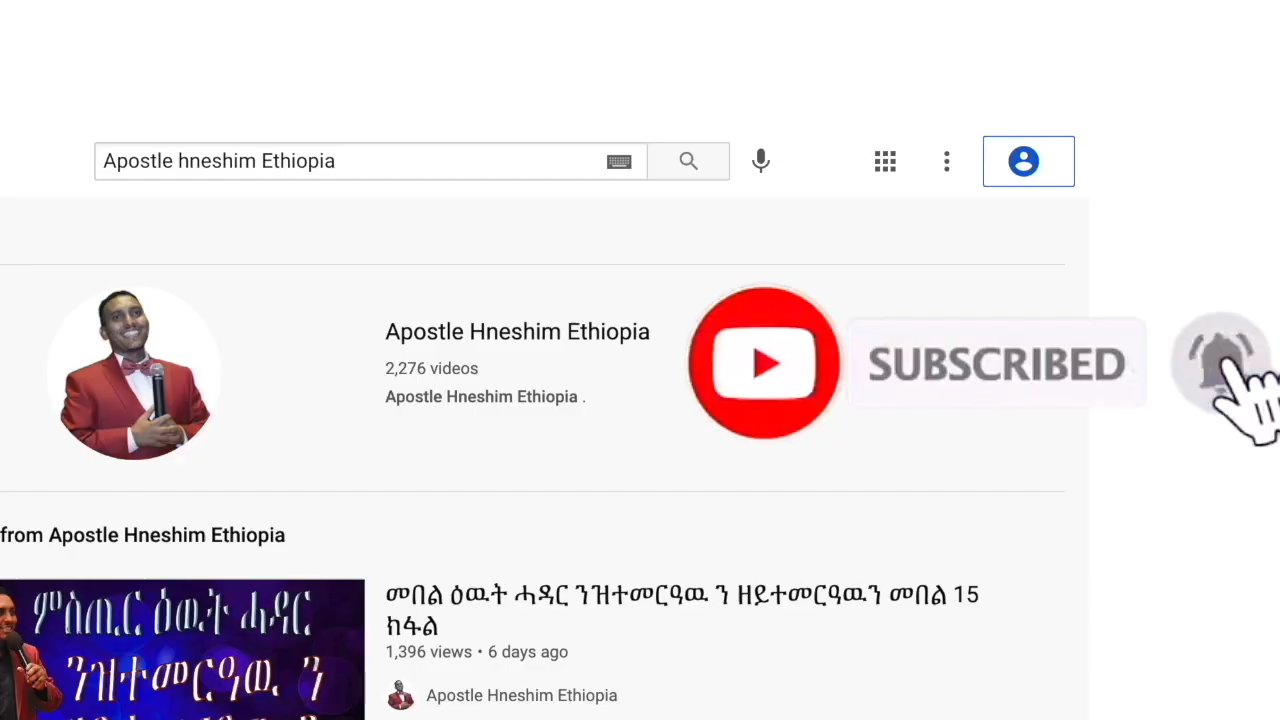 Apostle hneshim Ethiopia
Apostle Hneshim Ethiopia
2,276 videos
Apostle Hneshim Ethiopia .
SUBSCRIBED
from Apostle Hneshim Ethiopia
መበል ዕዉት ሓዳር ንዝተመርዓዉ ን ዘይተመርዓዉን መበል 15
ክፋል
1,396 views • 6 days ago
Apostle Hneshim Ethiopia
ምስጢር ዕዉት ሓዳር
ንዝተመርዓዉ ን